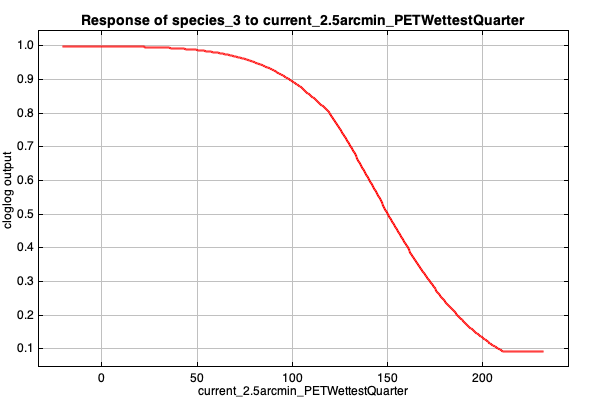 Response of species_3 to current_2.5arcmin_PETWettestQuarter
1.0
0.9
0.8
0.7
0.6
0.5
0.4
0.3
0.2
0.1
cloglog output
0 50 100 150 200
current_2.5arcmin_PETWettestQuarter